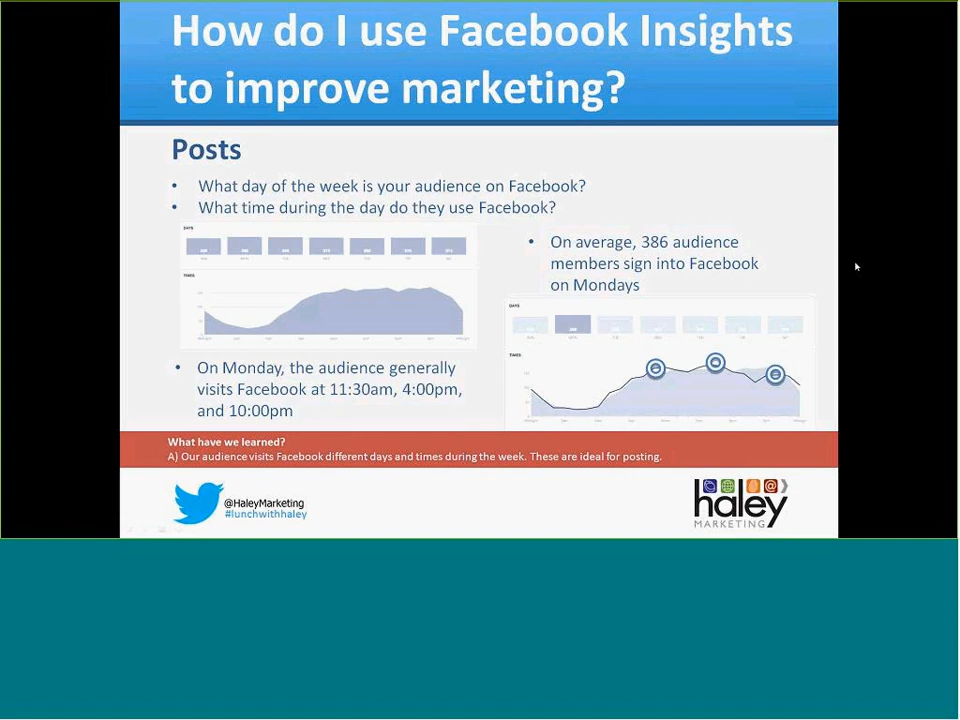 How do I use Facebook Insights
to improve marketing?
Posts
• What day of the week is your audience on Facebook?
• What time during the day do they use Facebook?
DAYS
TIMES
• On average, 386 audience
members sign into Facebook
on Mondays
DAYS
TIMES
• On Monday, the audience generally
visits Facebook at 11:30am, 4:00pm,
and 10:00pm
What have we learned?
A) Our audience visits Facebook different days and times during the week. These are ideal for posting.
@HaleyMarketing
#lunchwithhaley
haley
MARKETING